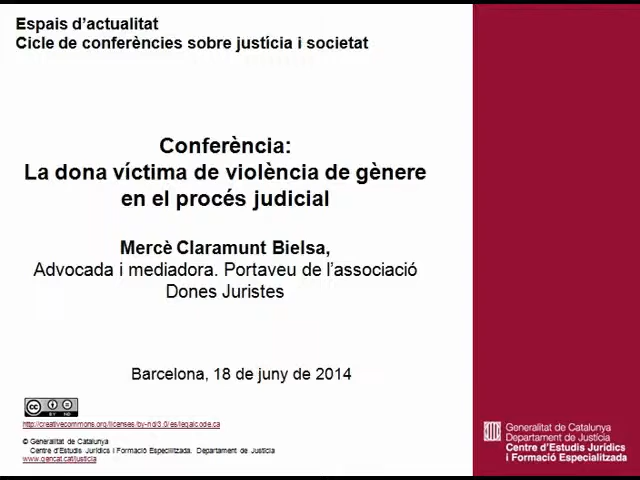 Espais d'actualitat
Cicle de conferències sobre justícia i societat
Conferència:
La dona víctima de violència de gènere
en el procés judicial
Mercè Claramunt Bielsa,
Advocada i mediadora. Portaveu de l'associació
Dones Juristes
Barcelona, 18 de juny de 2014
cc
BY ND
http://creativecommons.org/licenses/by-nd/3.0/es/legalcode.ca
© Generalitat de Catalunya
Centre d'Estudis Jurídics i Formació Especialitzada. Departament de Justícia
www.gencat.cat/justicia
Generalitat de Catalunya
Departament de Justícia
Centre d'Estudis Jurídics
i Formació Especialitzada